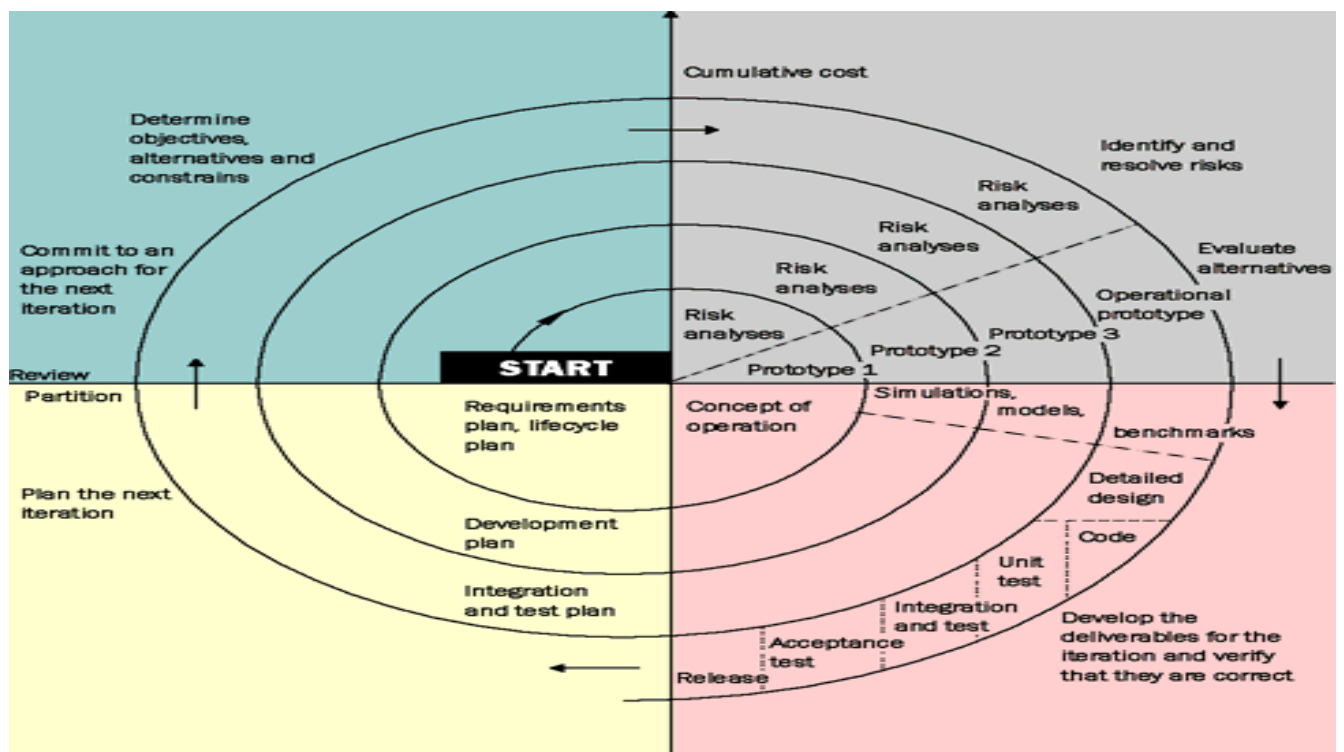 Cumulative cost
Determine
objectives,
alternatives and
constrains
Identify and
resolve risks
Risk
analyses
Risk
analyses
Commit to an
approach for
the next
iteration
Evaluate
alternatives
Risk
analyses
Operational
prototype
Risk
analyses
Prototype 3
Prototype 2
START
Prototype 1
Review
Partition
Requirements
plan, lifecycle
plan
Concept of
operation
Simulations,
models,
benchmarks
Plan the next
iteration
Detailed
design
Development
plan
Code
Unit
test
Integration
and test plan
Integration
and test
Develop the
deliverables for the
iteration and verify
that they are correct
Acceptance
test
Release